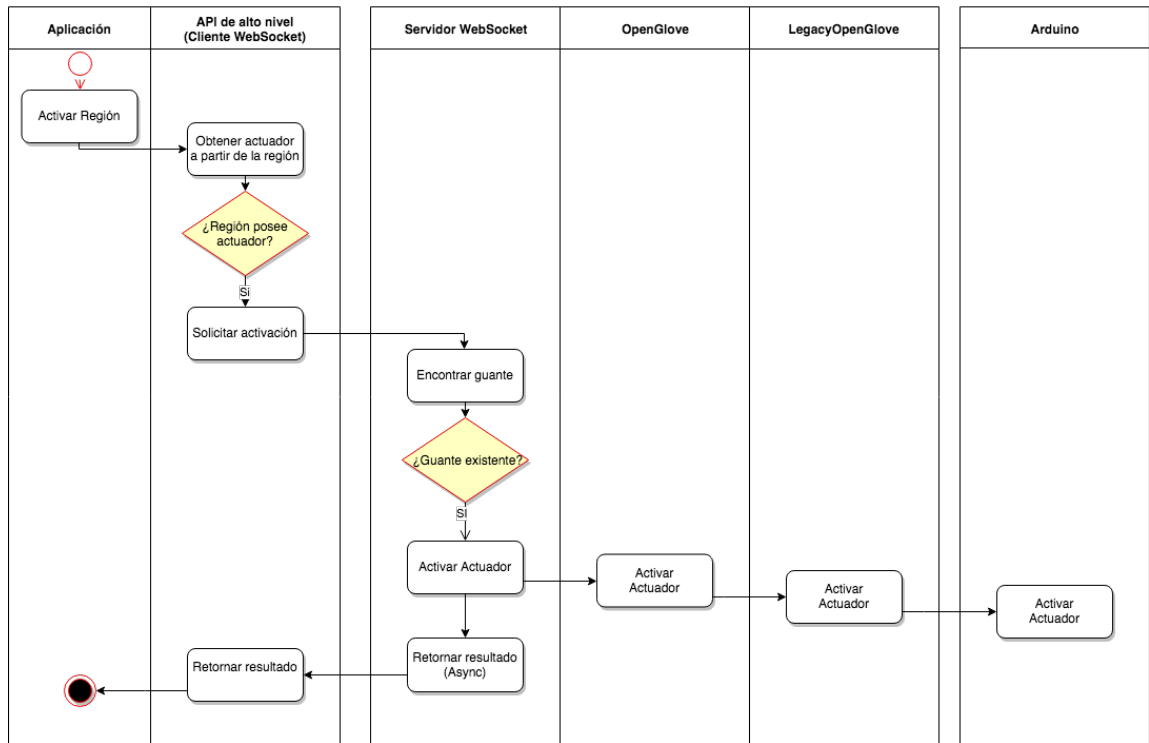 Aplicación
API de alto nivel
(Cliente WebSocket)
Servidor WebSocket
OpenGlove
LegacyOpenGlove
Arduino
Activar Región
Obtener actuador
a partir de la región
¿Región posee
actuador?
Si
Solicitar activación
Encontrar guante
¿Guante existente?
SI
Activar Actuador
Activar
Actuador
Activar
Actuador
Activar
Actuador
Retornar resultado
(Async)
Retornar resultado